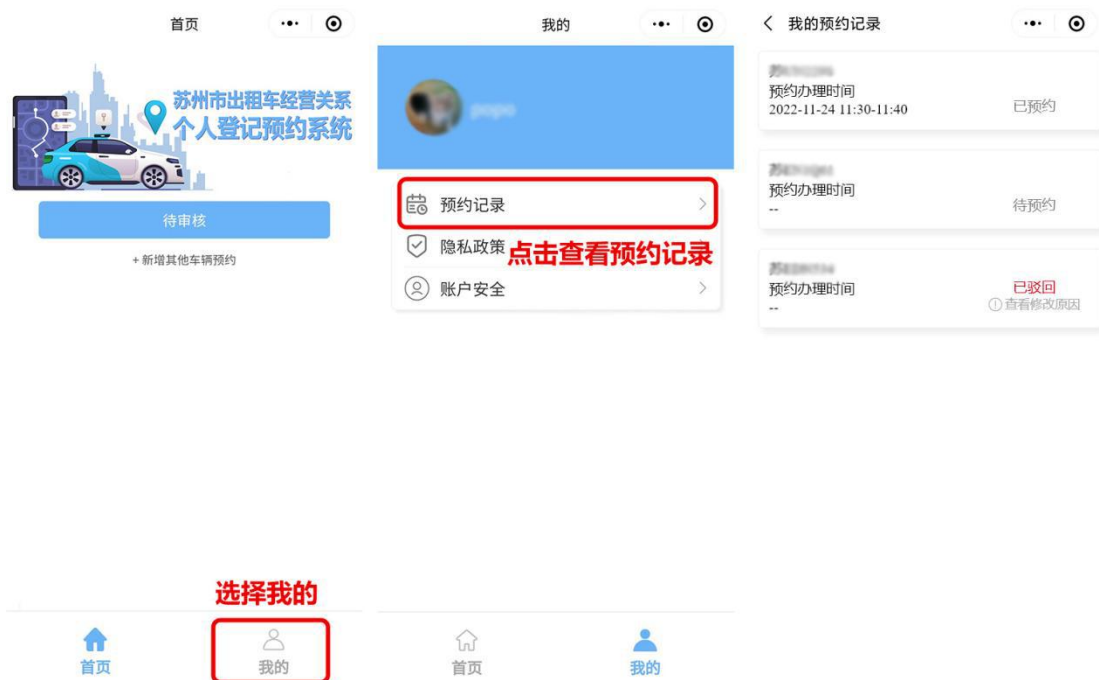 首页
苏州市出租车经营关系
个人登记预约系统
待审核
+ 新增其他车辆预约
选择我的
首页
我的
我的
预约记录
点击查看预约记录
隐私政策
账户安全
首页
我的
我的预约记录
预约办理时间
2022-11-24 11:30-11:40
已预约
预约办理时间
--
待预约
预约办理时间
--
已驳回
查看修改原因